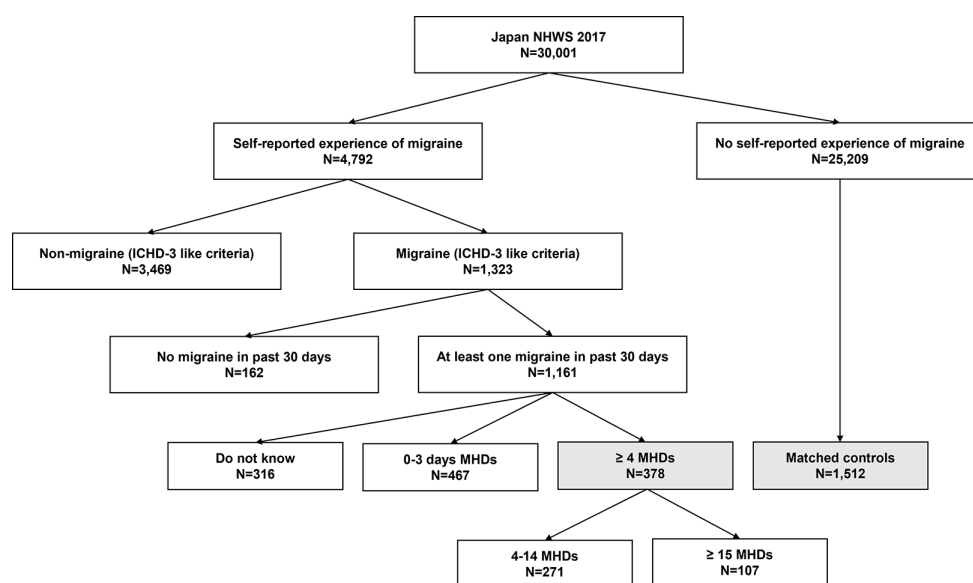 Japan NHWS 2017
N=30,001
Self-reported experience of migraine
N=4,792
No self-reported experience of migraine
N=25,209
Non-migraine (ICHD-3 like criteria)
N=3,469
Migraine (ICHD-3 like criteria)
N=1,323
No migraine in past 30 days
N=162
At least one migraine in past 30 days
N=1,161
Do not know
N=316
0-3 days MHDs
N=467
≥ 4 MHDs
N=378
Matched controls
N=1,512
4-14 MHDs
N=271
≥ 15 MHDs
N=107